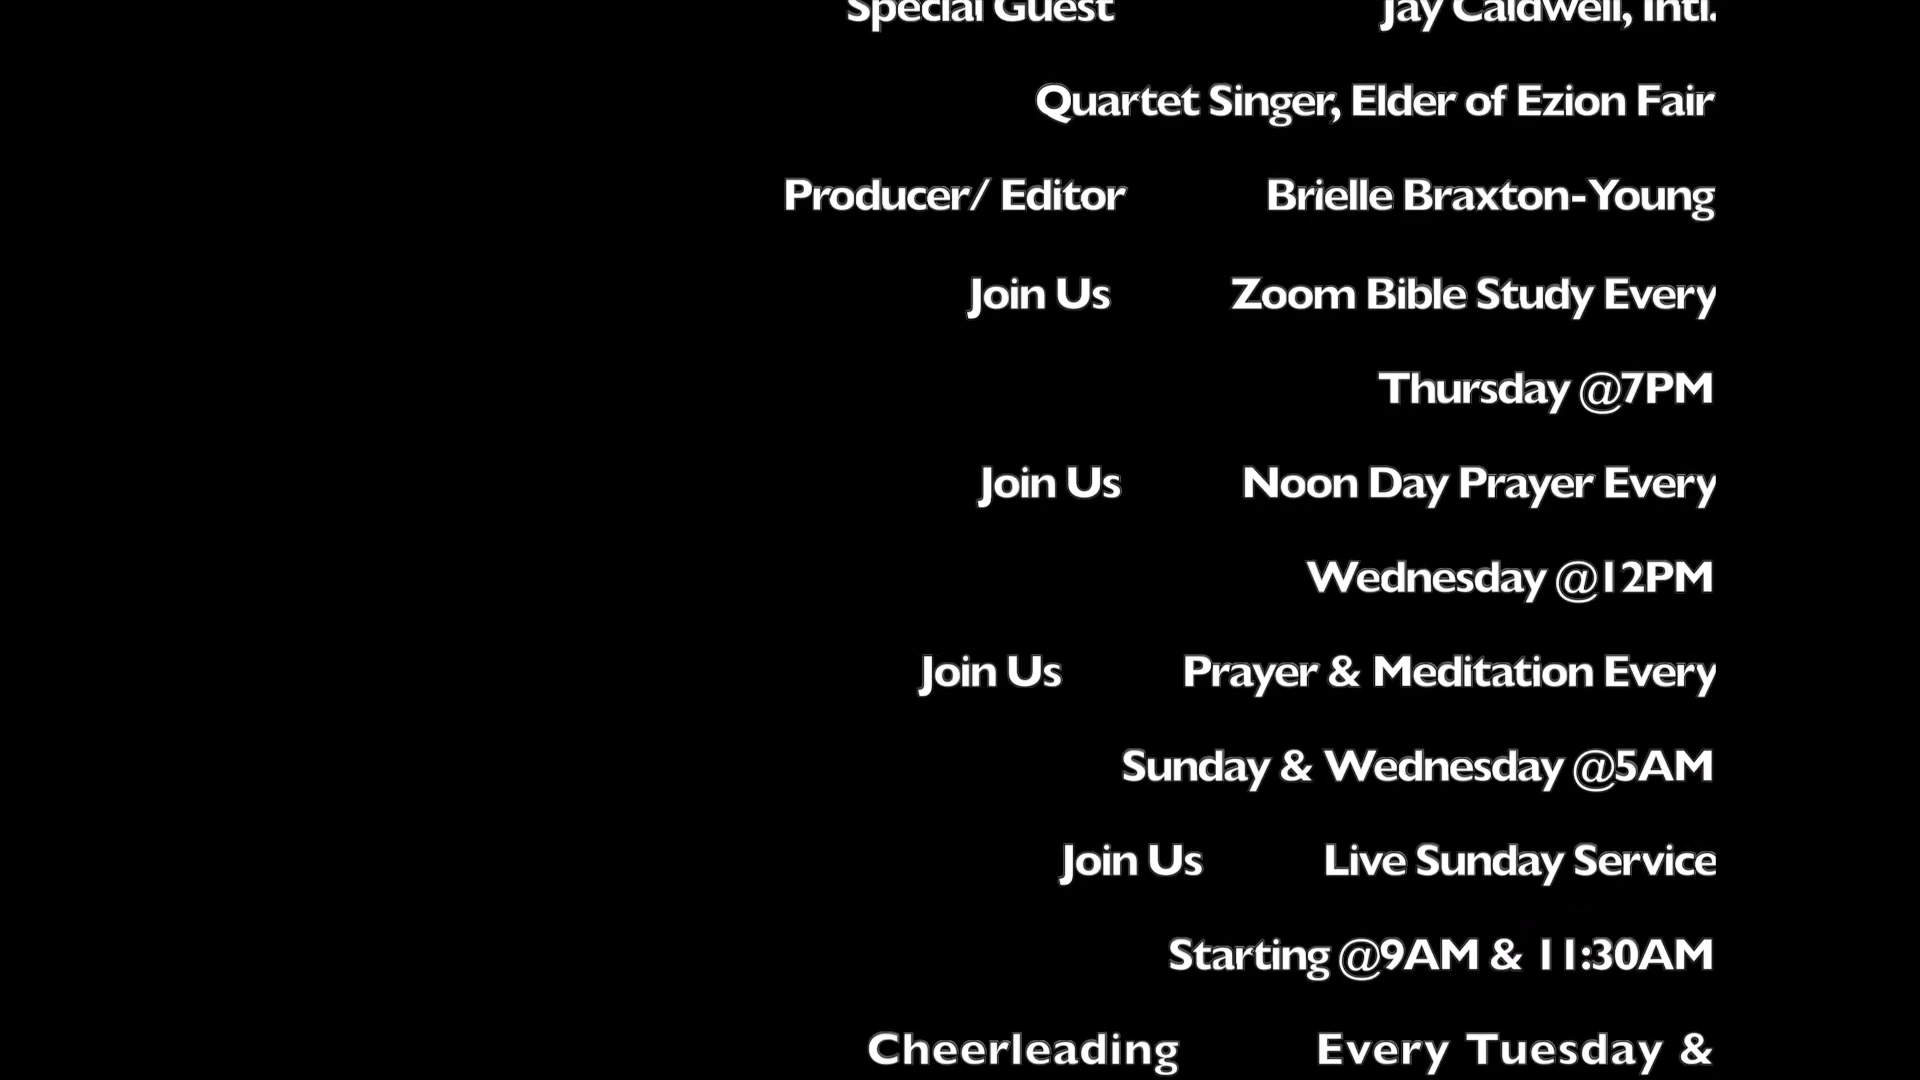 Special Guest Jay Caldwell, Intl.
Quartet Singer, Elder of Ezion Fair
Producer/ Editor Brielle Braxton-Young
Join Us Zoom Bible Study Every
Thursday @7PM
Join Us Noon Day Prayer Every
Wednesday @12PM
Join Us Prayer & Meditation Every
Sunday & Wednesday @5AM
Join Us Live Sunday Service
Starting @9AM & 11:30AM
Cheerleading Every Tuesday &